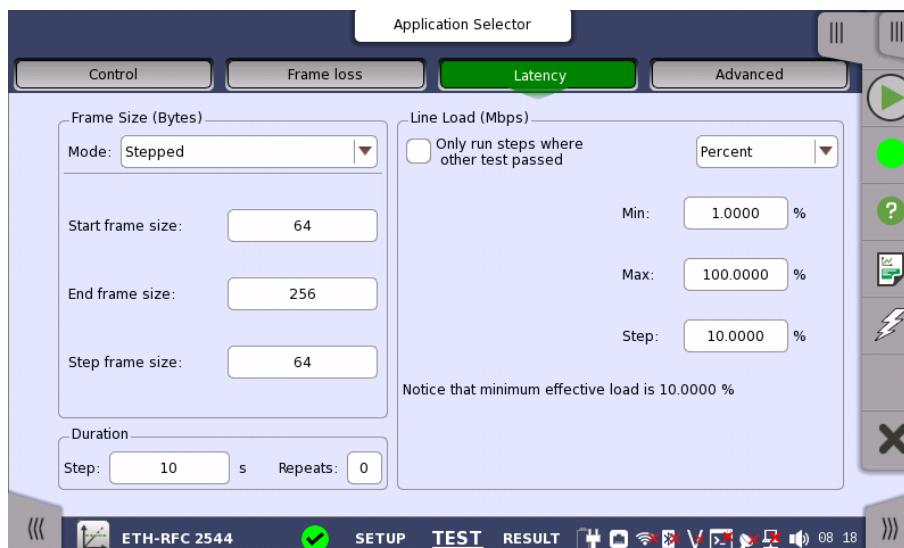 Application Selector
Control Frame loss Latency Advanced
Frame Size (Bytes)
Mode: Stepped
Start frame size: 64
End frame size: 256
Step frame size: 64
Duration
Step: 10 s Repeats: 0
Line Load (Mbps)
Only run steps where
other test passed
Percent
Min: 1.0000 %
Max: 100.0000 %
Step: 10.0000 %
Notice that minimum effective load is 10.0000 %
ETH-RFC 2544 SETUP TEST RESULT 08 18